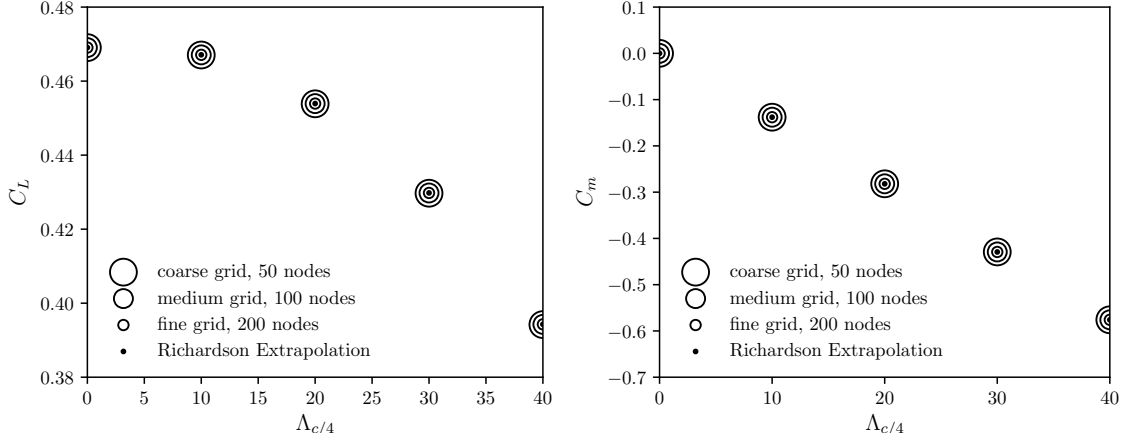 0.48
0.46
0.44
0.42
0.40
0.38
C_L
0 5 10 15 20 25 30 35 40
Λ_{c/4}
coarse grid, 50 nodes
medium grid, 100 nodes
fine grid, 200 nodes
Richardson Extrapolation
0.1
0.0
−0.1
−0.2
−0.3
−0.4
−0.5
−0.6
−0.7
C_m
0 10 20 30 40
Λ_{c/4}
coarse grid, 50 nodes
medium grid, 100 nodes
fine grid, 200 nodes
Richardson Extrapolation